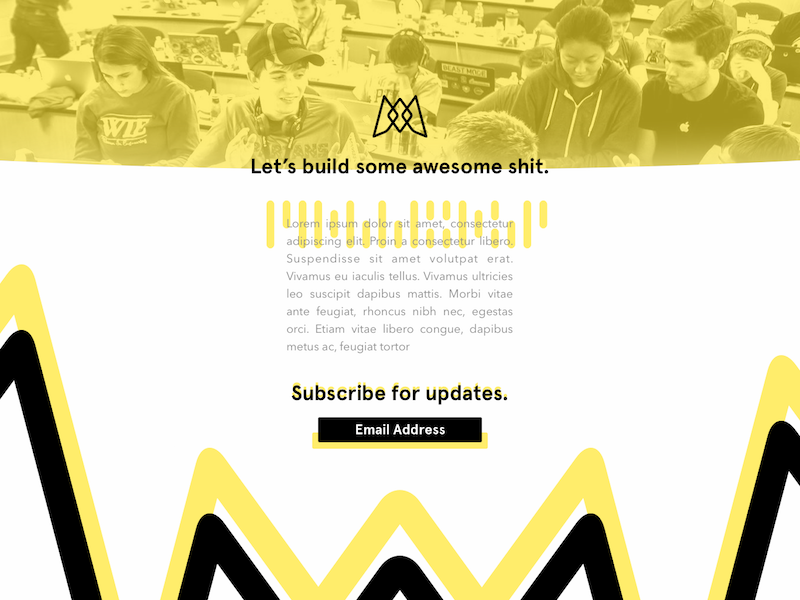 BEAST MODE
Let's build some awesome shit.
Lorem ipsum dolor sit amet, consectetur
adipiscing elit. Proin a consectetur libero.
Suspendisse sit amet volutpat erat.
Vivamus eu iaculis tellus. Vivamus ultricies
leo suscipit dapibus mattis. Morbi vitae
ante feugiat, rhoncus nibh nec, egestas
orci. Etiam vitae libero congue, dapibus
metus ac, feugiat tortor
Subscribe for updates.
Email Address